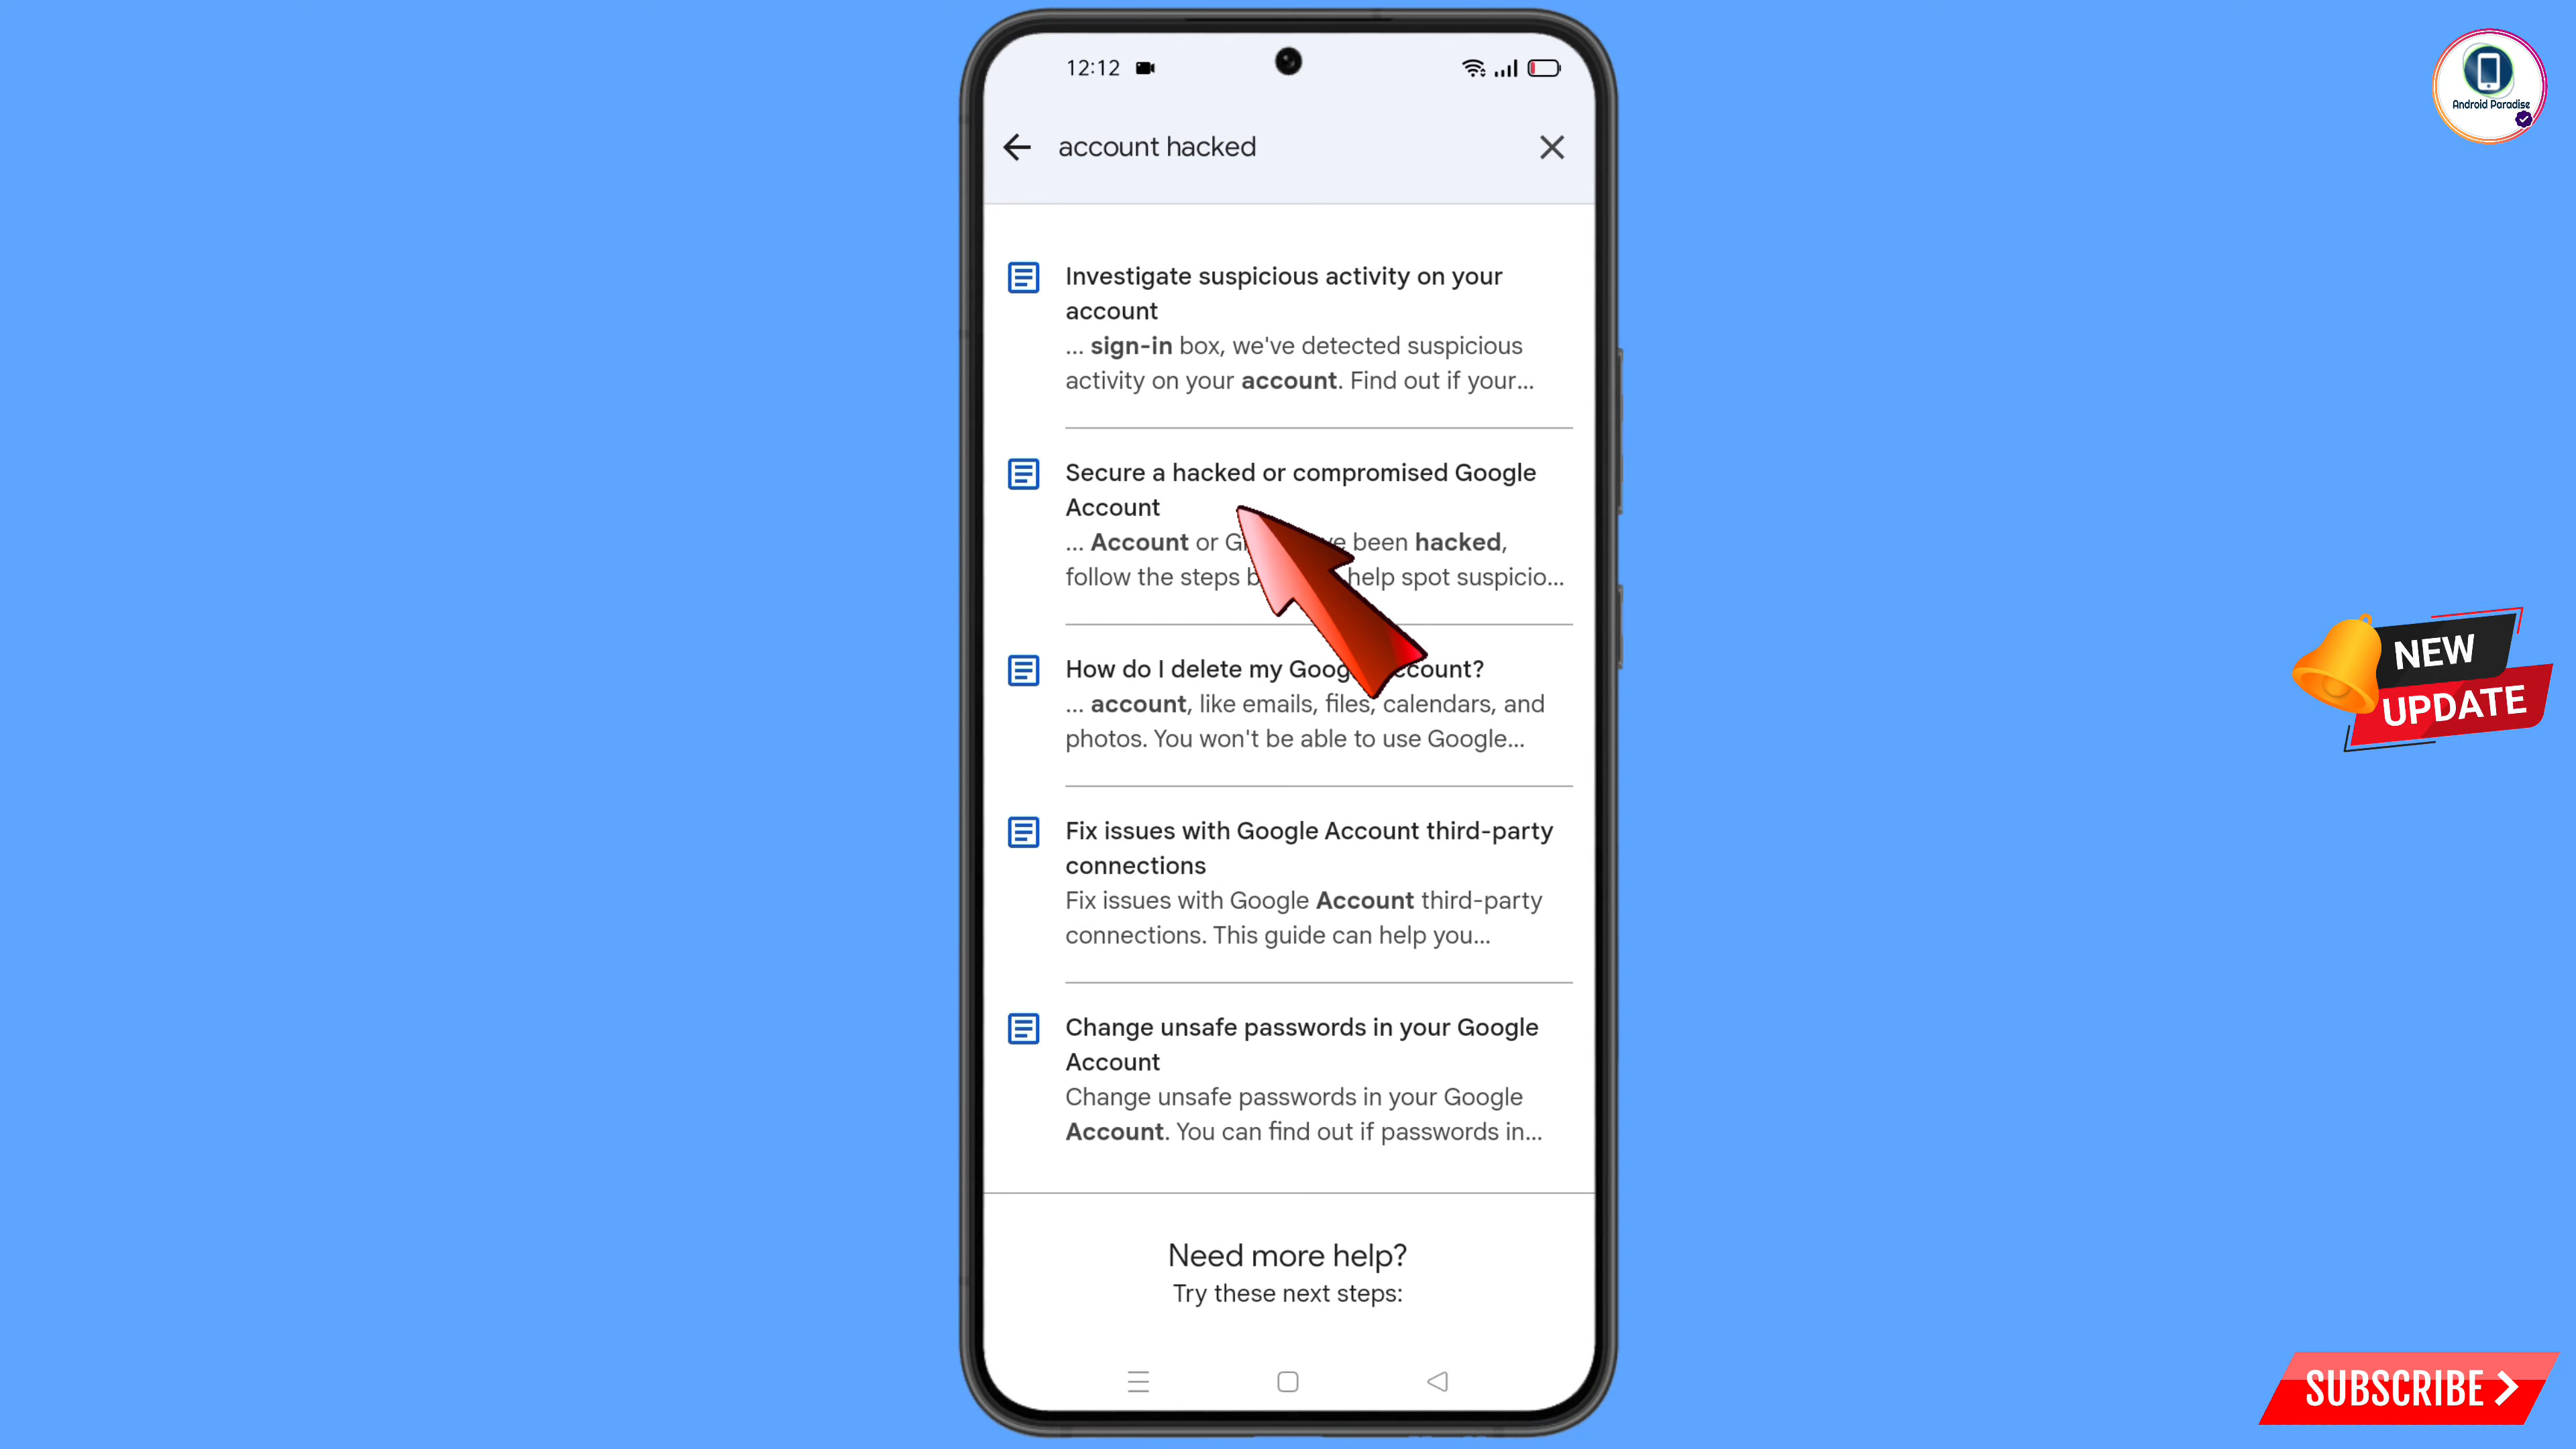 12:12
Android Paradise
account hacked
Investigate suspicious activity on your
account
... sign-in box, we've detected suspicious
activity on your account. Find out if your...
Secure a hacked or compromised Google
Account
... Account or been hacked,
follow the steps help spot suspicio...
How do I delete my Google Account?
... account, like emails, files, calendars, and
photos. You won't be able to use Google...
Fix issues with Google Account third-party
connections
Fix issues with Google Account third-party
connections. This guide can help you...
Change unsafe passwords in your Google
Account
Change unsafe passwords in your Google
Account. You can find out if passwords in...
Need more help?
Try these next steps:
NEW
UPDATE
SUBSCRIBE